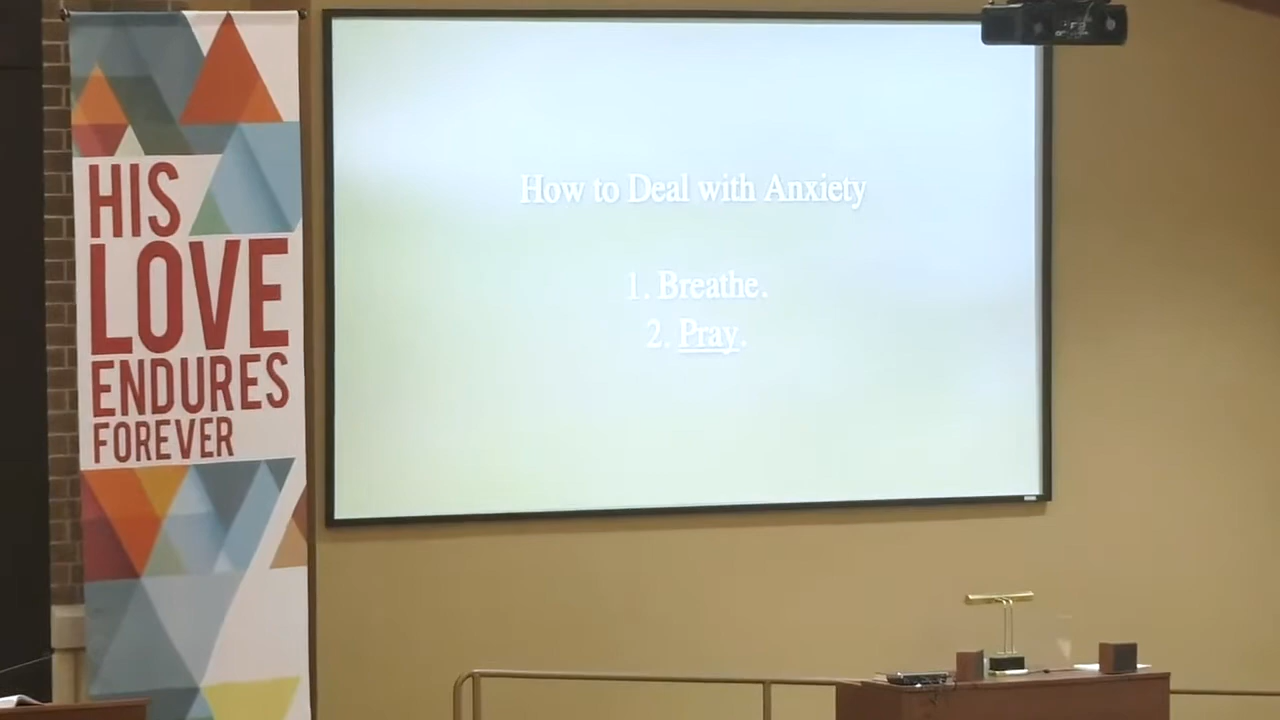 HIS
LOVE
ENDURES
FOREVER
How to Deal with Anxiety
1. Breathe.
2. Pray.